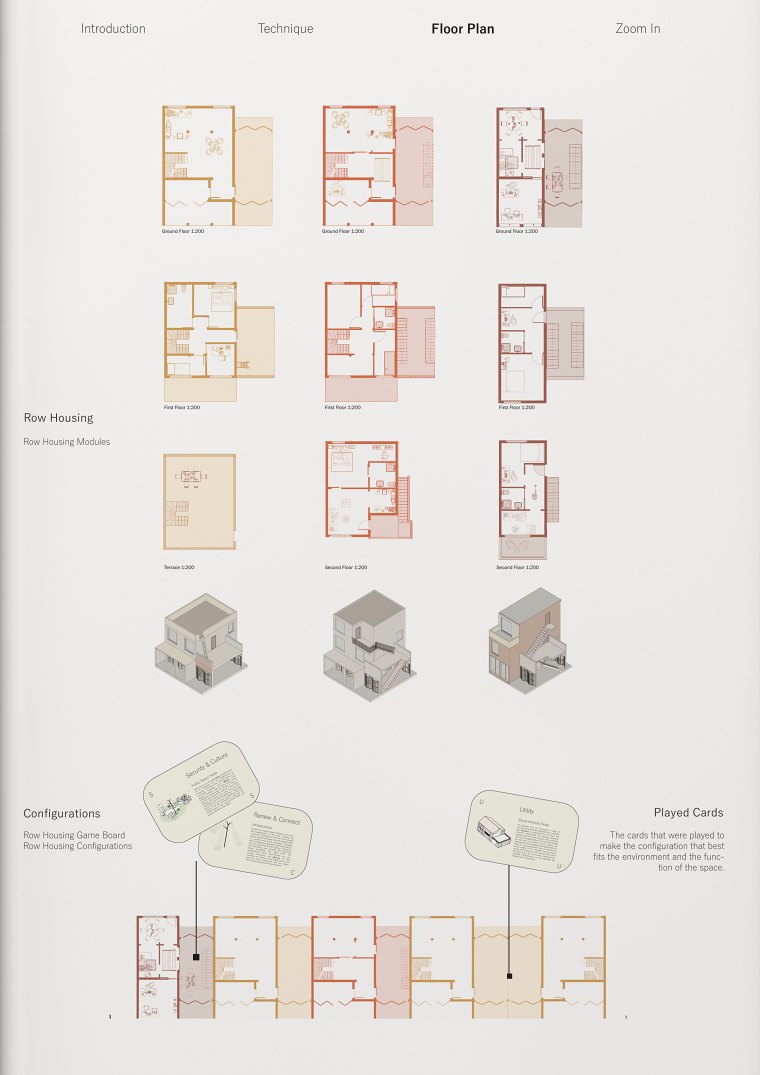 Introduction
Technique
Floor Plan
Zoom In
Ground Floor 1:200
Ground Floor 1:200
Ground Floor 1:200
First Floor 1:200
First Floor 1:200
First Floor 1:200
Row Housing
Row Housing Modules
Terrace 1:200
Second Floor 1:200
Second Floor 1:200
Security & Culture
S
S
Renew & Connect
Infrastructure
C
U
Utility
Social Amenity Node
U
Configurations
Row Housing Game Board
Row Housing Configurations
Played Cards
The cards that were played to
make the configuration that best
fits the environment and the func-
tion of the space.